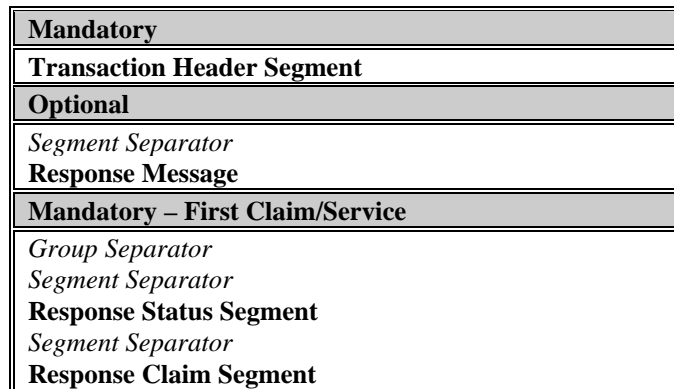 Mandatory
Transaction Header Segment
Optional
Segment Separator
Response Message
Mandatory – First Claim/Service
Group Separator
Segment Separator
Response Status Segment
Segment Separator
Response Claim Segment